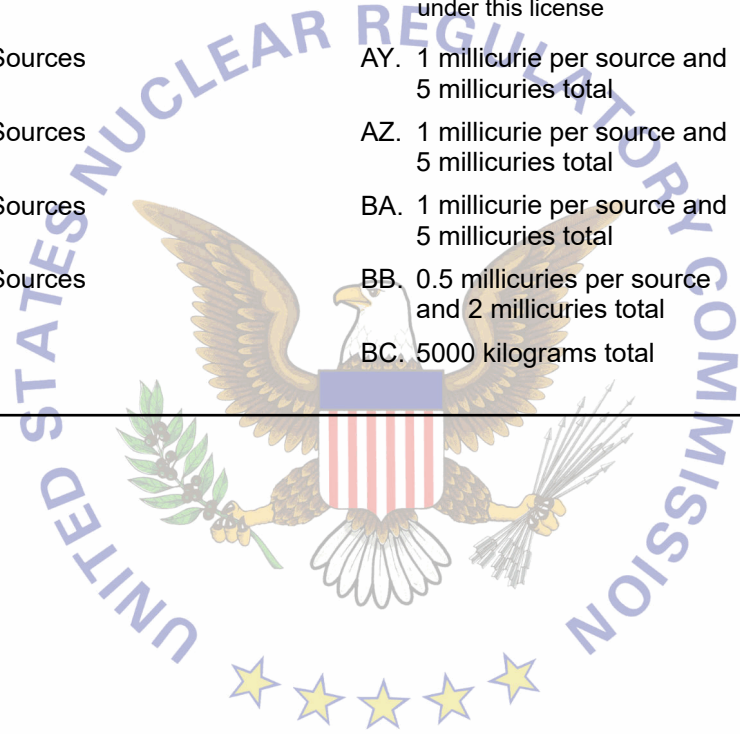 under this license
Sources AY. 1 millicurie per source and
5 millicuries total
Sources AZ. 1 millicurie per source and
5 millicuries total
Sources BA. 1 millicurie per source and
5 millicuries total
Sources BB. 0.5 millicuries per source
and 2 millicuries total
BC. 5000 kilograms total
UNITED STATES NUCLEAR REGULATORY COMMISSION